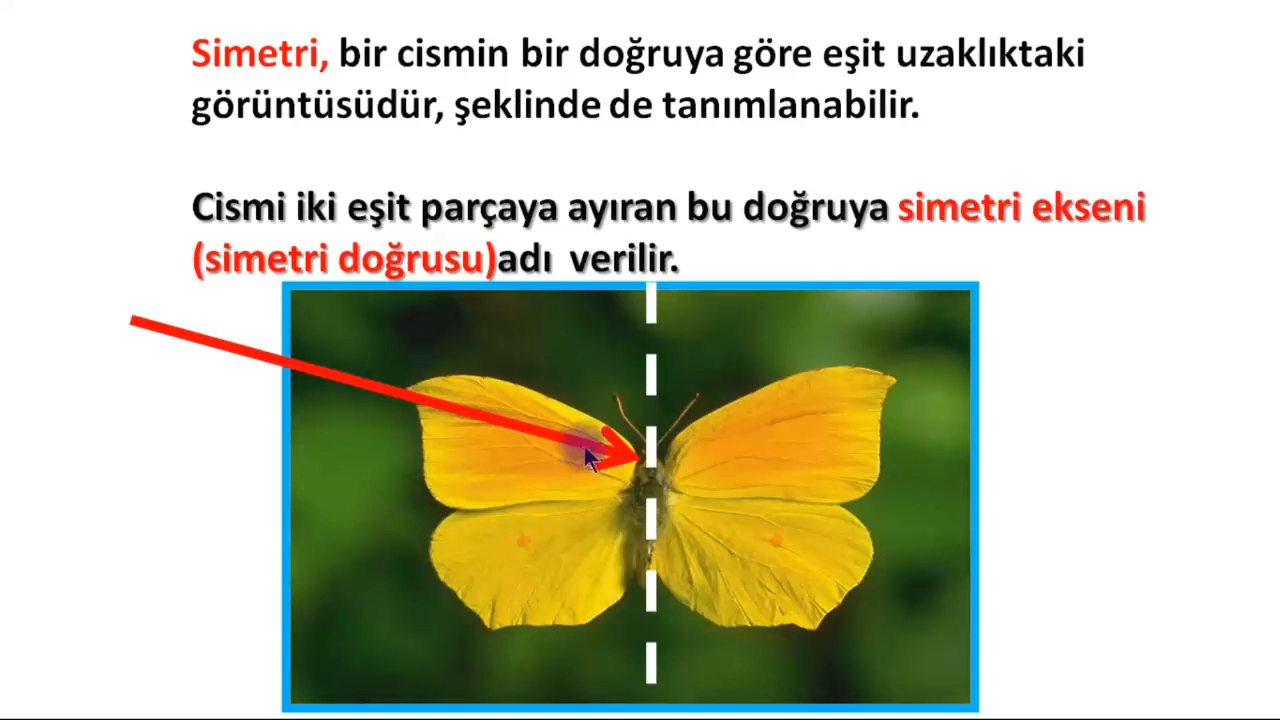 Simetri, bir cismin bir doğruya göre eşit uzaklıktaki
görüntüsüdür, şeklinde de tanımlanabilir.
Cismi iki eşit parçaya ayıran bu doğruya simetri ekseni
(simetri doğrusu)adı verilir.